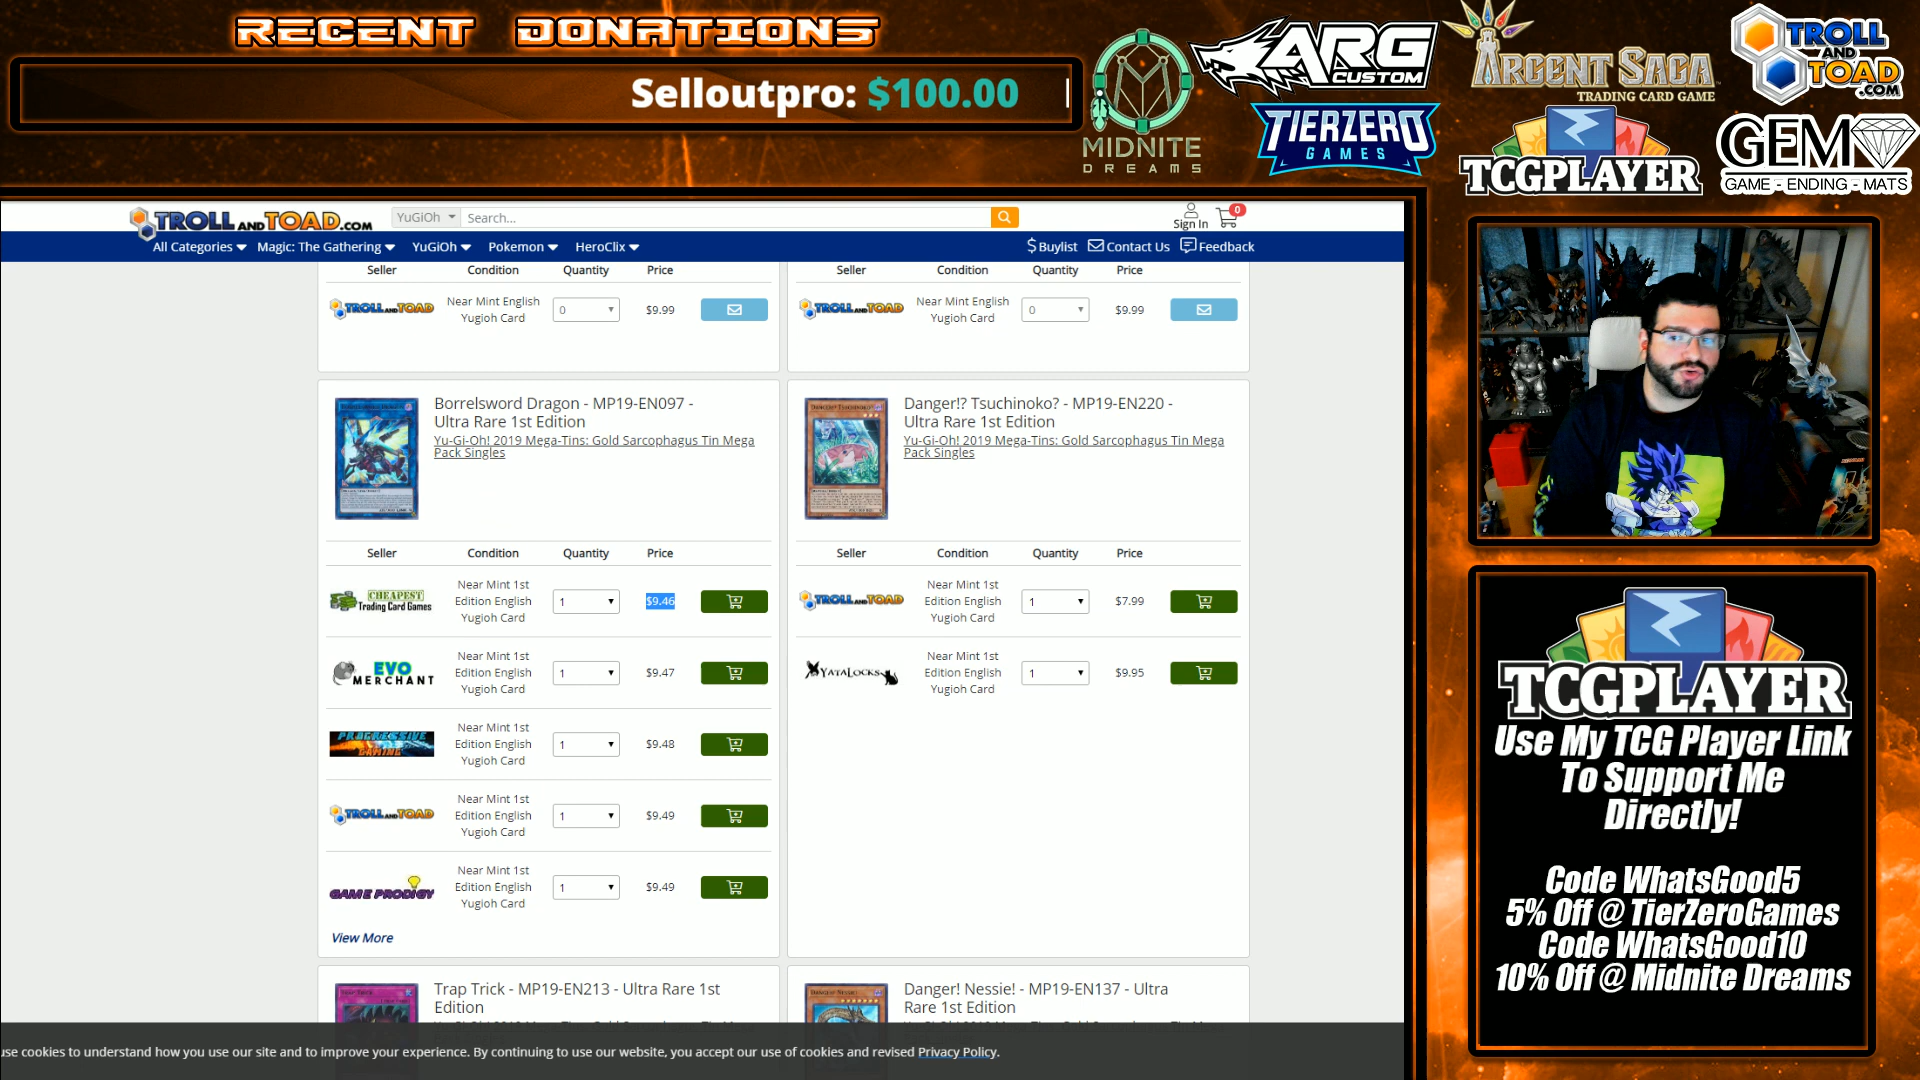 RECENT DONATIONS
Selloutpro: $100.00
MIDNITE
DREAMS
ARG
CUSTOM
TIERZERO
GAMES
ARGENT SAGA
TRADING CARD GAME
TROLL
AND
TOAD
.COM
TCGPLAYER
GEM
GAME - ENDING - MATS
TROLL AND TOAD.COM
YuGiOh
Search...
Sign In
0
All Categories
Magic: The Gathering
YuGiOh
Pokemon
HeroClix
$Buylist
Contact Us
Feedback
Seller Condition Quantity Price
TROLL AND TOAD
Near Mint English
Yugioh Card
0
$9.99
Seller Condition Quantity Price
TROLL AND TOAD
Near Mint English
Yugioh Card
0
$9.99
Borrelsword Dragon - MP19-EN097 -
Ultra Rare 1st Edition
Yu-Gi-Oh! 2019 Mega-Tins: Gold Sarcophagus Tin Mega
Pack Singles
Seller Condition Quantity Price
CHEAPEST
Trading Card Games
Near Mint 1st
Edition English
Yugioh Card
1
$9.46
EVO
MERCHANT
Near Mint 1st
Edition English
Yugioh Card
1
$9.47
PROGRESSIVE
GAMING
Near Mint 1st
Edition English
Yugioh Card
1
$9.48
TROLL AND TOAD
Near Mint 1st
Edition English
Yugioh Card
1
$9.49
GAME PRODIGY
Near Mint 1st
Edition English
Yugioh Card
1
$9.49
View More
Danger!? Tsuchinoko? - MP19-EN220 -
Ultra Rare 1st Edition
Yu-Gi-Oh! 2019 Mega-Tins: Gold Sarcophagus Tin Mega
Pack Singles
Seller Condition Quantity Price
TROLL AND TOAD
Near Mint 1st
Edition English
Yugioh Card
1
$7.99
YATALOCKS
Near Mint 1st
Edition English
Yugioh Card
1
$9.95
Trap Trick - MP19-EN213 - Ultra Rare 1st
Edition
Danger! Nessie! - MP19-EN137 - Ultra
Rare 1st Edition
use cookies to understand how you use our site and to improve your experience. By continuing to use our website, you accept our use of cookies and revised Privacy Policy.
TCGPLAYER
Use My TCG Player Link
To Support Me
Directly!
Code WhatsGood5
5% Off @ TierZeroGames
Code WhatsGood10
10% Off @ Midnite Dreams